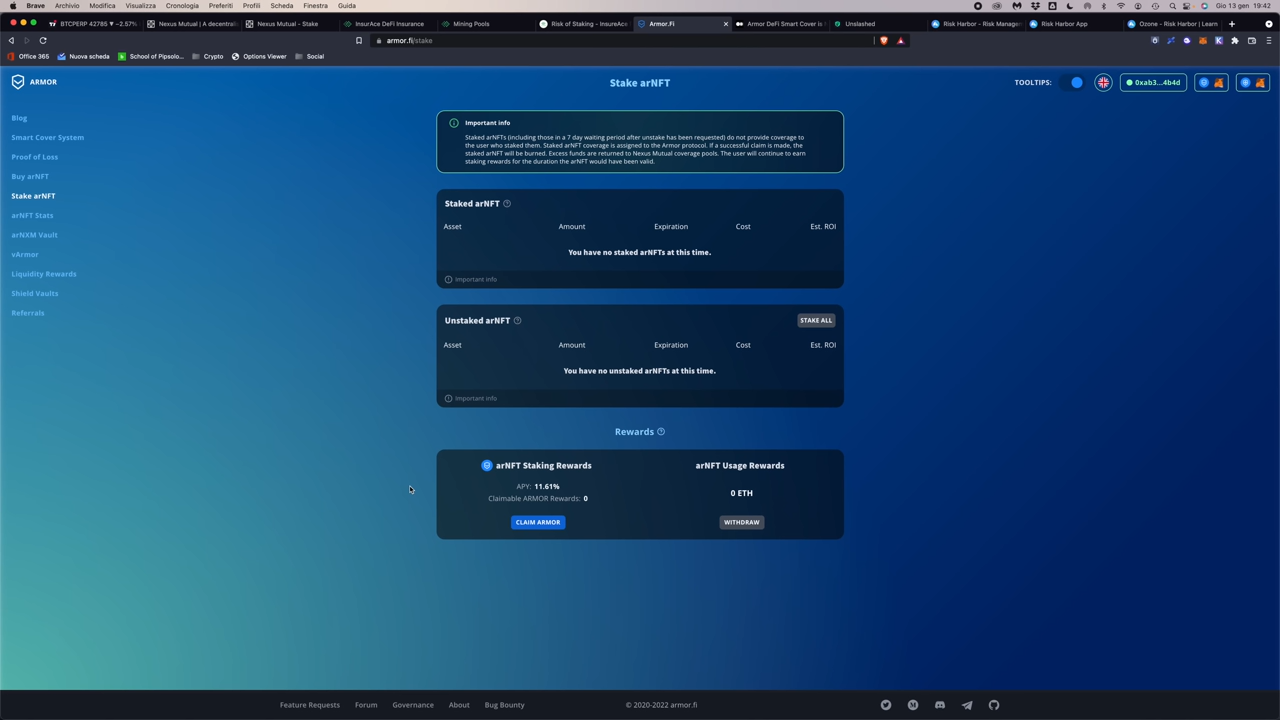 Brave Archivio Modifica Visualizza Cronologia Preferiti Profili Scheda Finestra Guida Gio 13 gen 19:42
BTCPERP 42785 ▼ −2.57% Nexus Mutual | A decentrali Nexus Mutual – Stake InsurAce DeFi Insurance Mining Pools Risk of Staking - InsureAce Armor.Fi Armor DeFi Smart Cover is Unslashed Risk Harbor - Risk Manage Risk Harbor App Ozone - Risk Harbor | Learn
armor.fi/stake
Office 365 Nuova scheda School of Pipsolo... Crypto Options Viewer Social
ARMOR
Stake arNFT
TOOLTIPS:
0xab3...4b4d
Blog
Smart Cover System
Proof of Loss
Buy arNFT
Stake arNFT
arNFT Stats
arNXM Vault
vArmor
Liquidity Rewards
Shield Vaults
Referrals
Important info
Staked arNFTs (including those in a 7 day waiting period after unstake has been requested) do not provide coverage to
the user who staked them. Staked arNFT coverage is assigned to the Armor protocol. If a successful claim is made, the
staked arNFT will be burned. Excess funds are returned to Nexus Mutual coverage pools. The user will continue to earn
staking rewards for the duration the arNFT would have been valid.
Staked arNFT
Asset Amount Expiration Cost Est. ROI
You have no staked arNFTs at this time.
Important info
Unstaked arNFT
STAKE ALL
Asset Amount Expiration Cost Est. ROI
You have no unstaked arNFTs at this time.
Important info
Rewards
arNFT Staking Rewards
APY: 11.61%
Claimable ARMOR Rewards: 0
CLAIM ARMOR
arNFT Usage Rewards
0 ETH
WITHDRAW
Feature Requests Forum Governance About Bug Bounty © 2020-2022 armor.fi